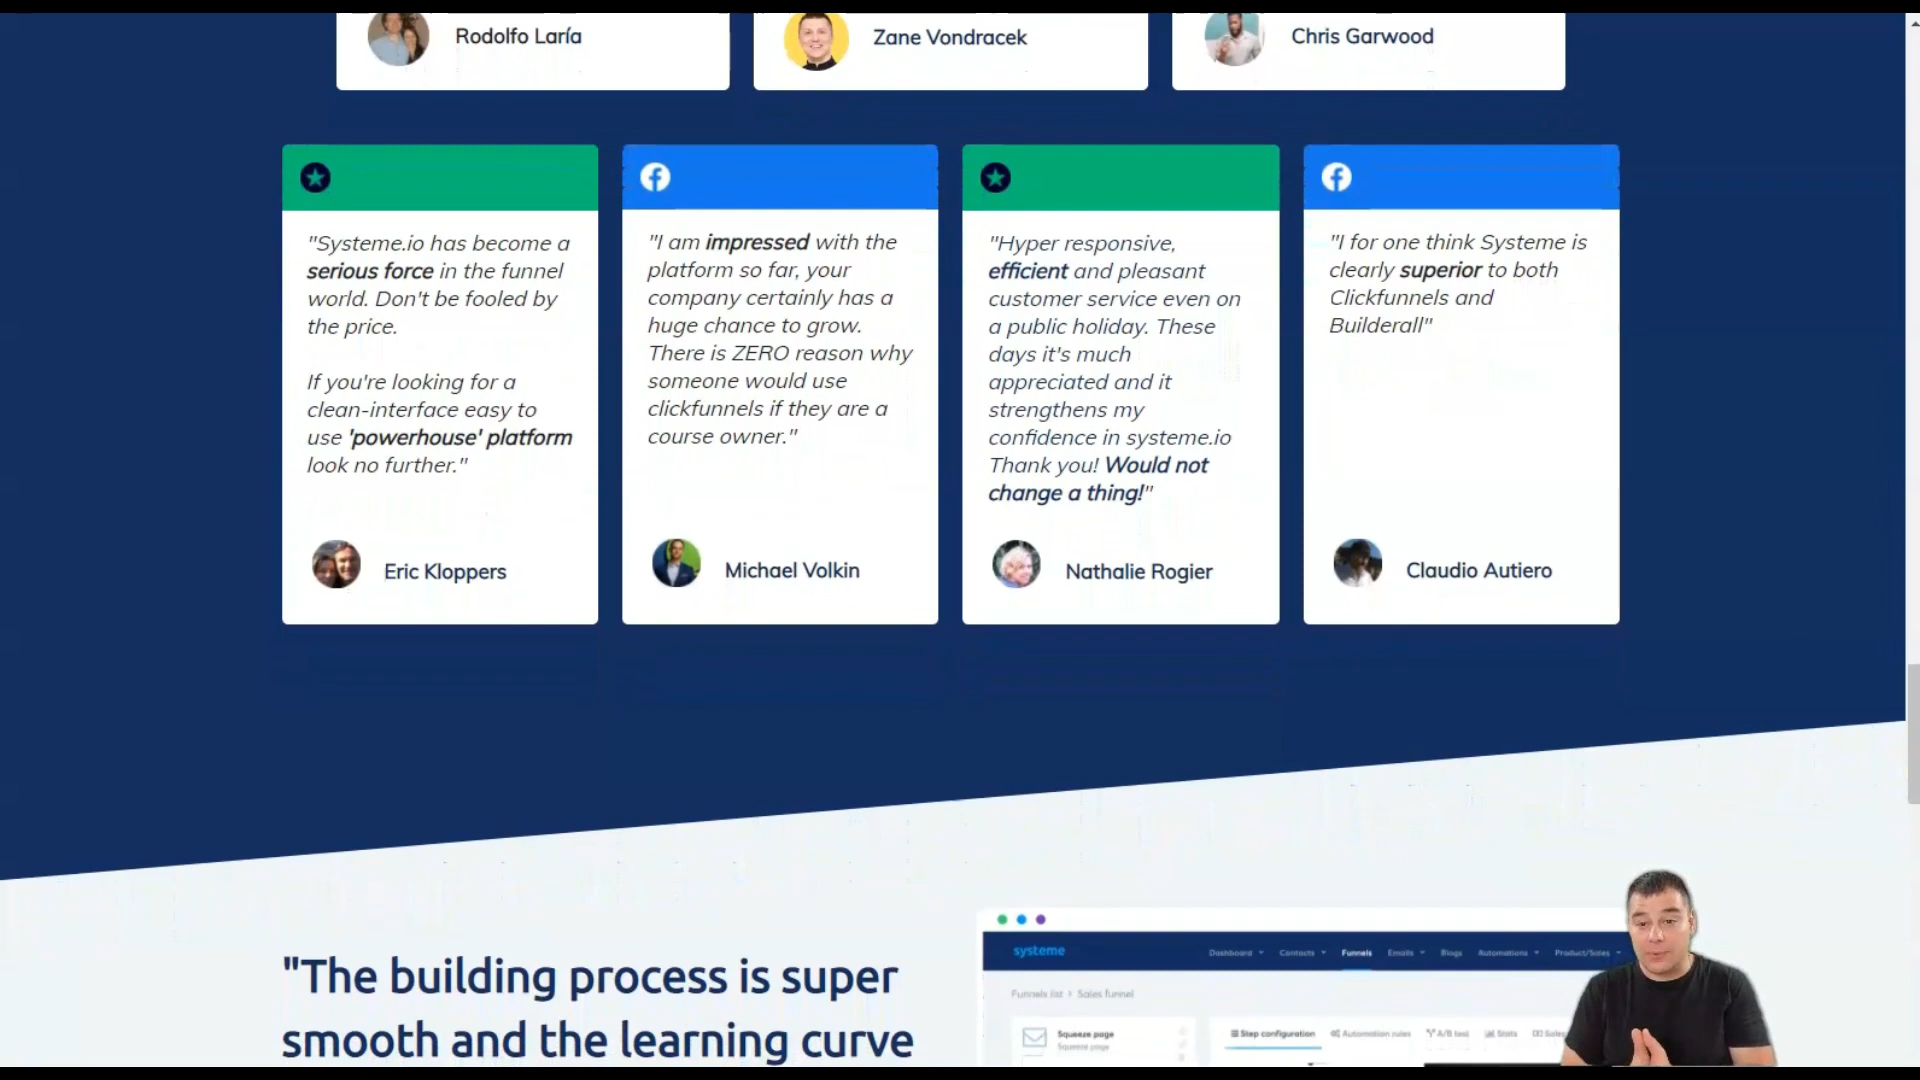 Rodolfo Laría
Zane Vondracek
Chris Garwood
"Systeme.io has become a
serious force in the funnel
world. Don't be fooled by
the price.
If you're looking for a
clean-interface easy to
use 'powerhouse' platform
look no further."
Eric Kloppers
"I am impressed with the
platform so far, your
company certainly has a
huge chance to grow.
There is ZERO reason why
someone would use
clickfunnels if they are a
course owner."
Michael Volkin
"Hyper responsive,
efficient and pleasant
customer service even on
a public holiday. These
days it's much
appreciated and it
strengthens my
confidence in systeme.io
Thank you! Would not
change a thing!"
Nathalie Rogier
"I for one think Systeme is
clearly superior to both
Clickfunnels and
Builderall"
Claudio Autiero
"The building process is super
smooth and the learning curve
systeme
Dashboard Contacts Funnels Emails Blogs Automations Product/Sales
Funnels list > Sales funnel
Squeeze page
Squeeze page
Step configuration Automation rules A/B test Stats Sales